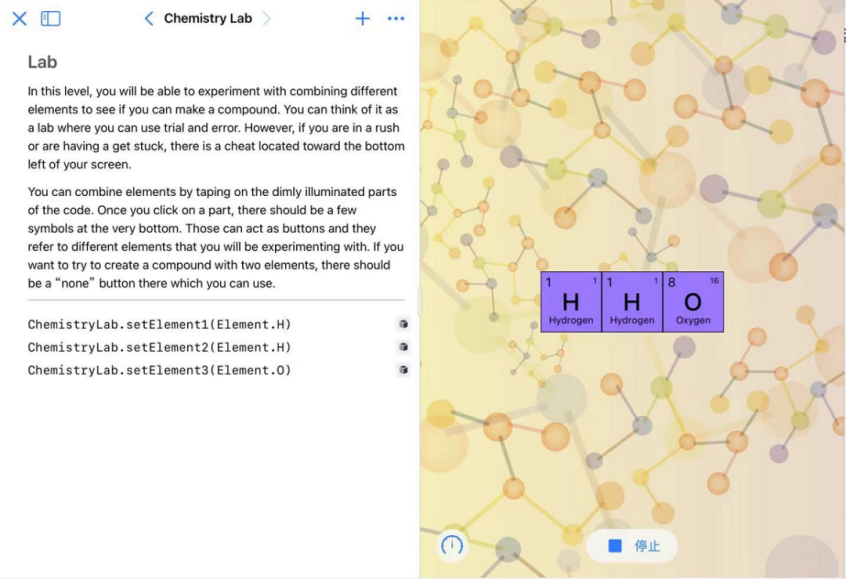 Chemistry Lab
Lab
In this level, you will be able to experiment with combining different
elements to see if you can make a compound. You can think of it as
a lab where you can use trial and error. However, if you are in a rush
or are having a get stuck, there is a cheat located toward the bottom
left of your screen.
You can combine elements by taping on the dimly illuminated parts
of the code. Once you click on a part, there should be a few
symbols at the very bottom. Those can act as buttons and they
refer to different elements that you will be experimenting with. If you
want to try to create a compound with two elements, there should
be a “none” button there which you can use.
ChemistryLab.setElement1(Element.H)
ChemistryLab.setElement2(Element.H)
ChemistryLab.setElement3(Element.O)
1 1 1 1 8 16
H H O
Hydrogen Hydrogen Oxygen
停止